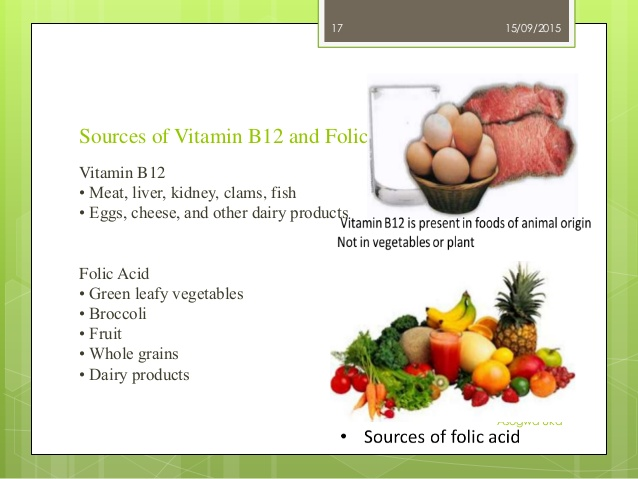 17 15/09/2015
Sources of Vitamin B12 and Folic
Vitamin B12
• Meat, liver, kidney, clams, fish
• Eggs, cheese, and other dairy products
Vitamin B12 is present in foods of animal origin
Not in vegetables or plant
Folic Acid
• Green leafy vegetables
• Broccoli
• Fruit
• Whole grains
• Dairy products
• Sources of folic acid